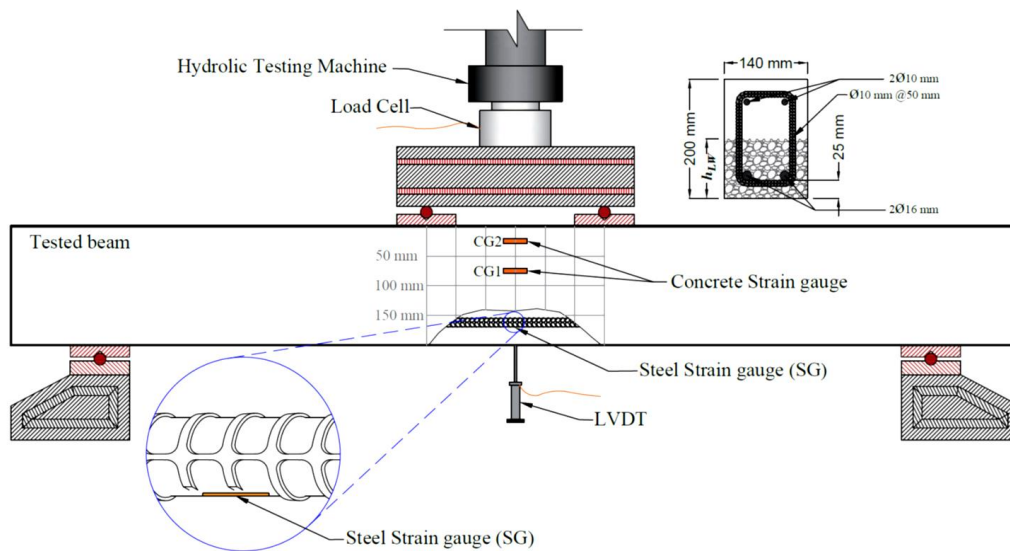 Hydrolic Testing Machine
Load Cell
140 mm
2Ø10 mm
Ø10 mm @50 mm
200 mm
hLW
25 mm
2Ø16 mm
Tested beam
CG2
50 mm
CG1
Concrete Strain gauge
100 mm
150 mm
Steel Strain gauge (SG)
LVDT
Steel Strain gauge (SG)